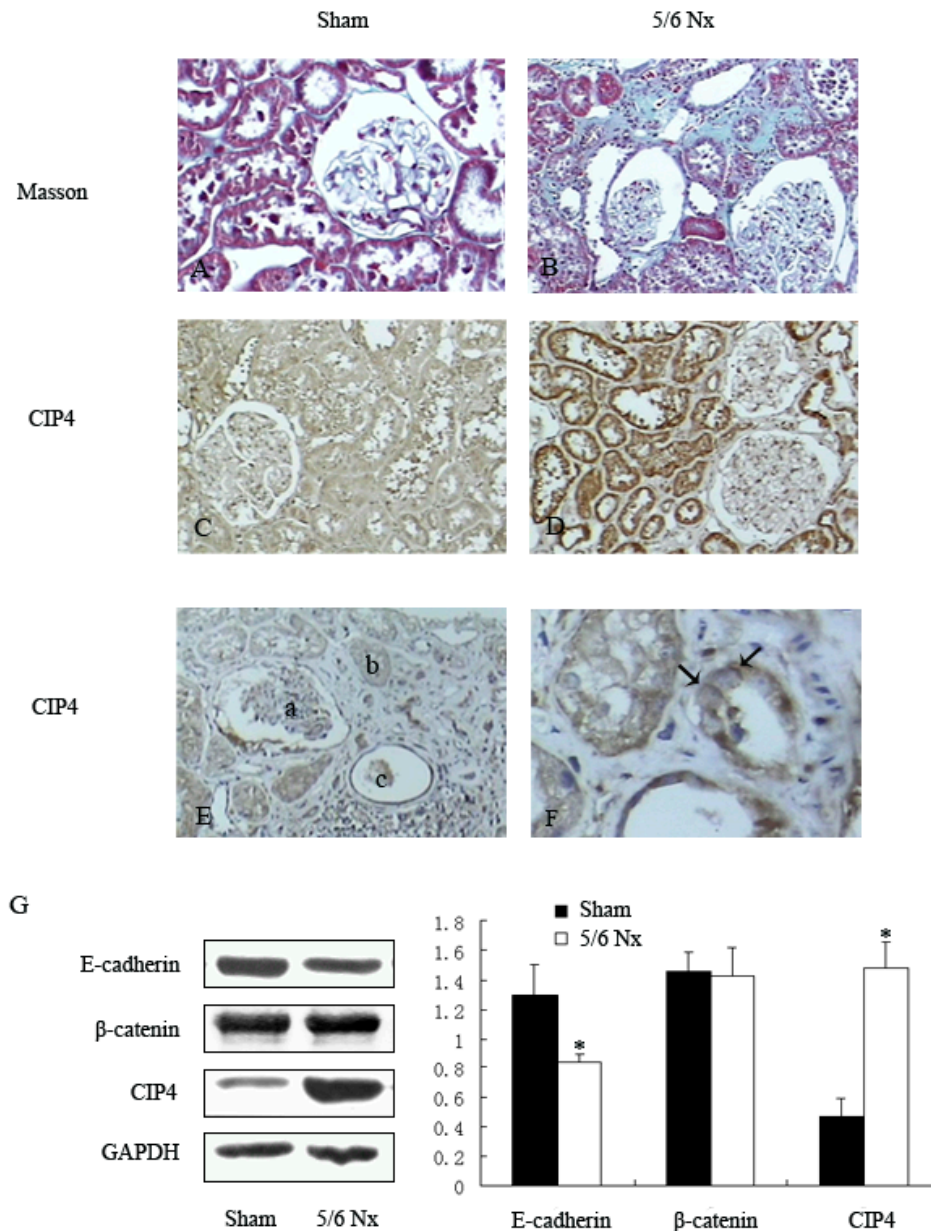 Sham 5/6 Nx
Masson
A B
CIP4
C D
CIP4
a b c
E F
G
E-cadherin
β-catenin
CIP4
GAPDH
Sham 5/6 Nx
Sham
5/6 Nx
1.8
1.6
1.4
1.2
1
0.8
0.6
0.4
0.2
0
*
*
E-cadherin β-catenin CIP4